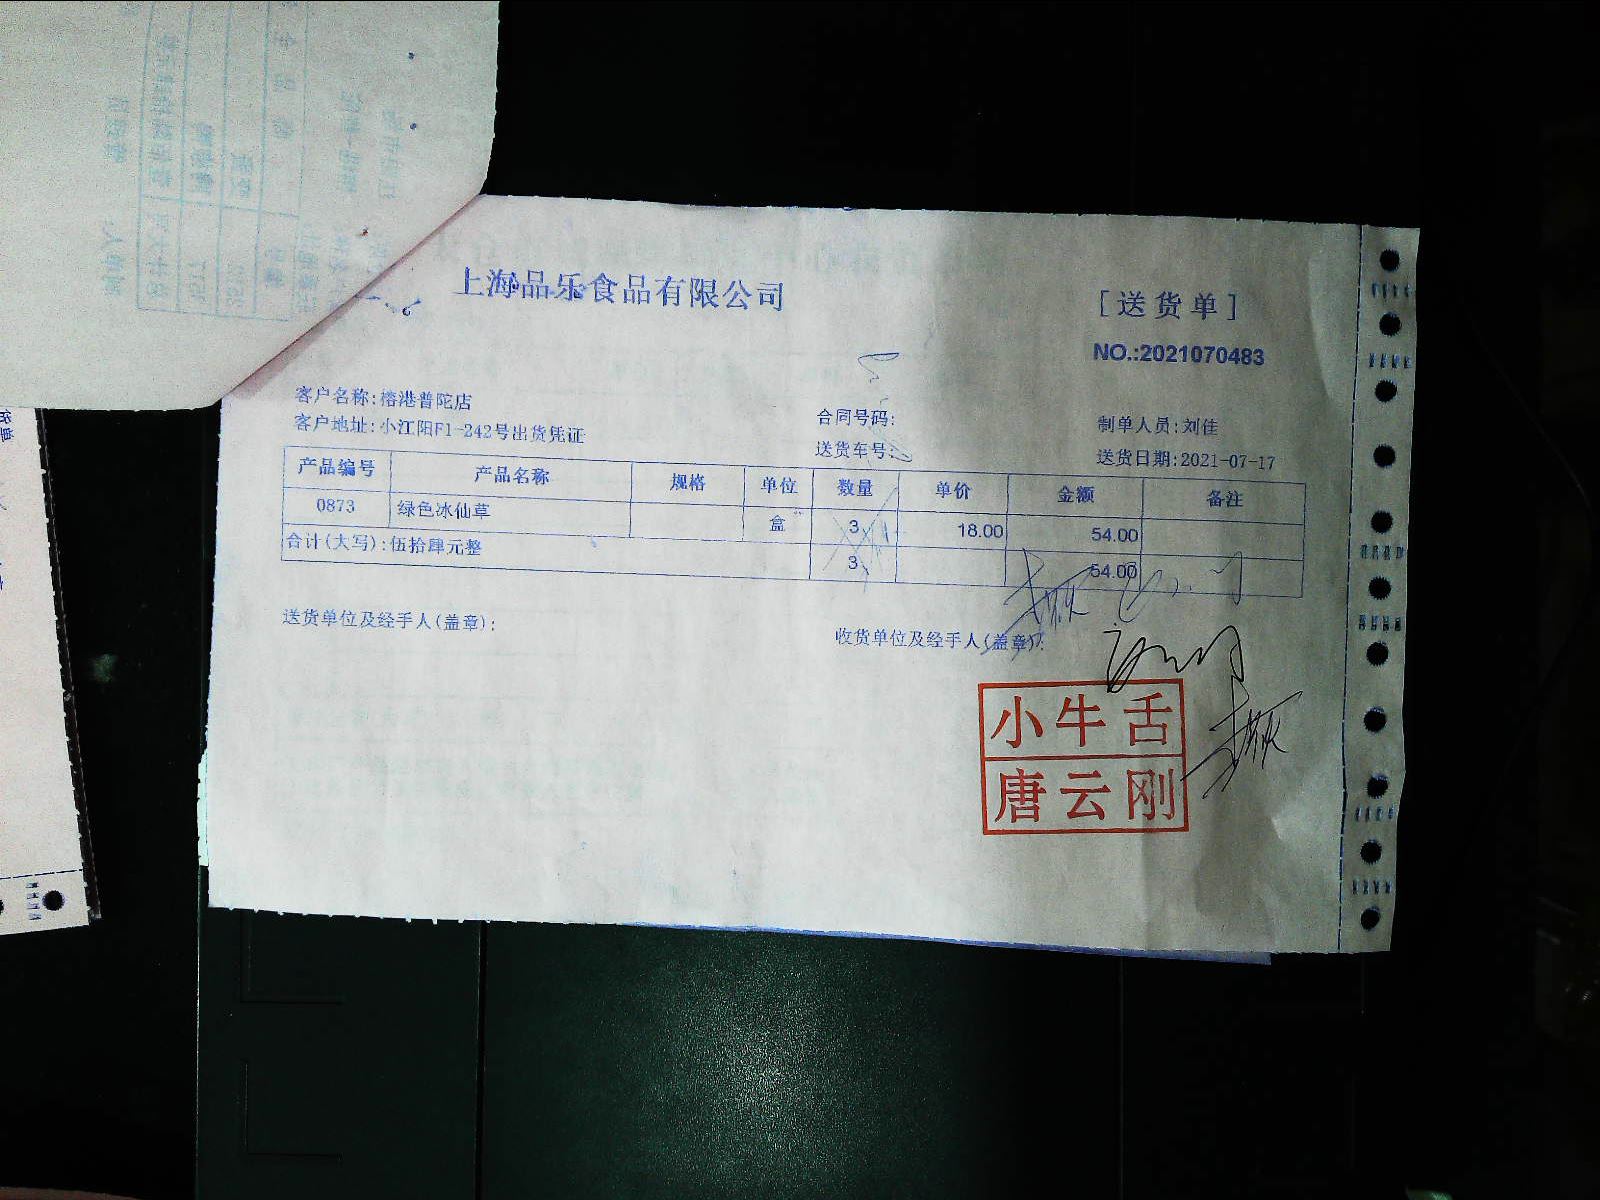 上海品乐食品有限公司
[送货单]
NO.:2021070483
客户名称:榕港普陀店
合同号码:
制单人员:刘佳
客户地址:小江阳F1-242号出货凭证
送货车号:
送货日期:2021-07-17
产品编号 产品名称 规格 单位 数量 单价 金额 备注
0873 绿色冰仙草 盒 3 18.00 54.00
合计(大写):伍拾肆元整 3 54.00
送货单位及经手人(盖章):
收货单位及经手人(盖章):
小牛舌
唐云刚